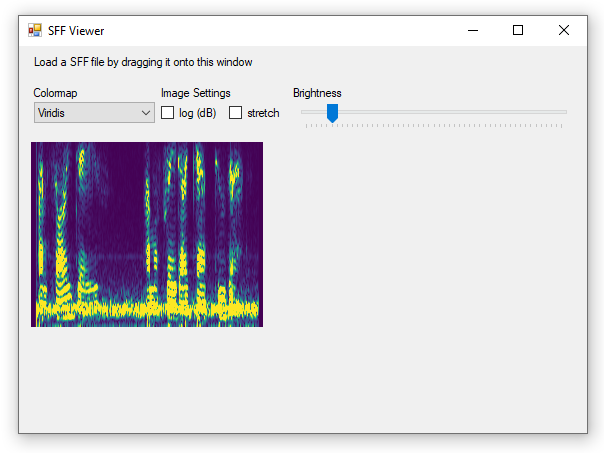 SFF Viewer
Load a SFF file by dragging it onto this window
Colormap
Image Settings
Brightness
Viridis
log (dB)
stretch